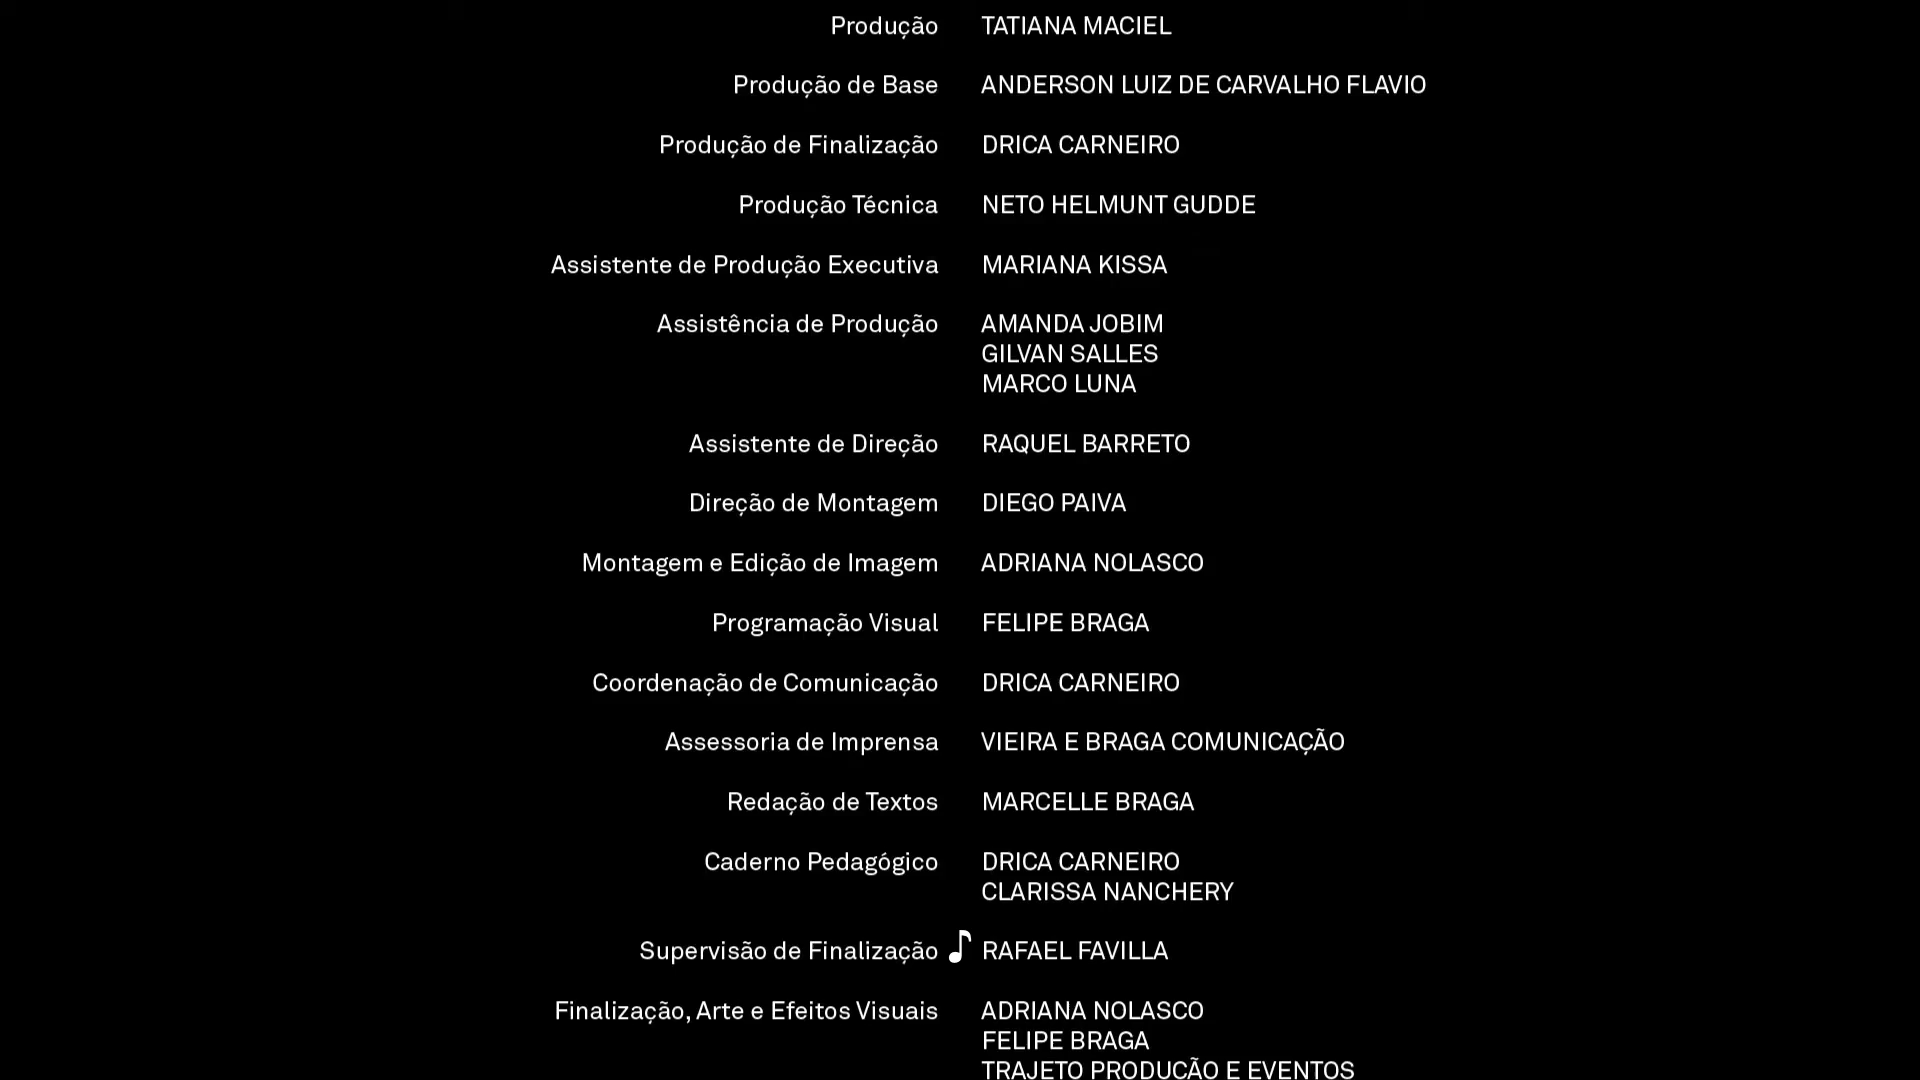 Produção TATIANA MACIEL
Produção de Base ANDERSON LUIZ DE CARVALHO FLAVIO
Produção de Finalização DRICA CARNEIRO
Produção Técnica NETO HELMUNT GUDDE
Assistente de Produção Executiva MARIANA KISSA
Assistência de Produção AMANDA JOBIM
GILVAN SALLES
MARCO LUNA
Assistente de Direção RAQUEL BARRETO
Direção de Montagem DIEGO PAIVA
Montagem e Edição de Imagem ADRIANA NOLASCO
Programação Visual FELIPE BRAGA
Coordenação de Comunicação DRICA CARNEIRO
Assessoria de Imprensa VIEIRA E BRAGA COMUNICAÇÃO
Redação de Textos MARCELLE BRAGA
Caderno Pedagógico DRICA CARNEIRO
CLARISSA NANCHERY
Supervisão de Finalização ♪ RAFAEL FAVILLA
Finalização, Arte e Efeitos Visuais ADRIANA NOLASCO
FELIPE BRAGA
TRAJETO PRODUÇÃO E EVENTOS